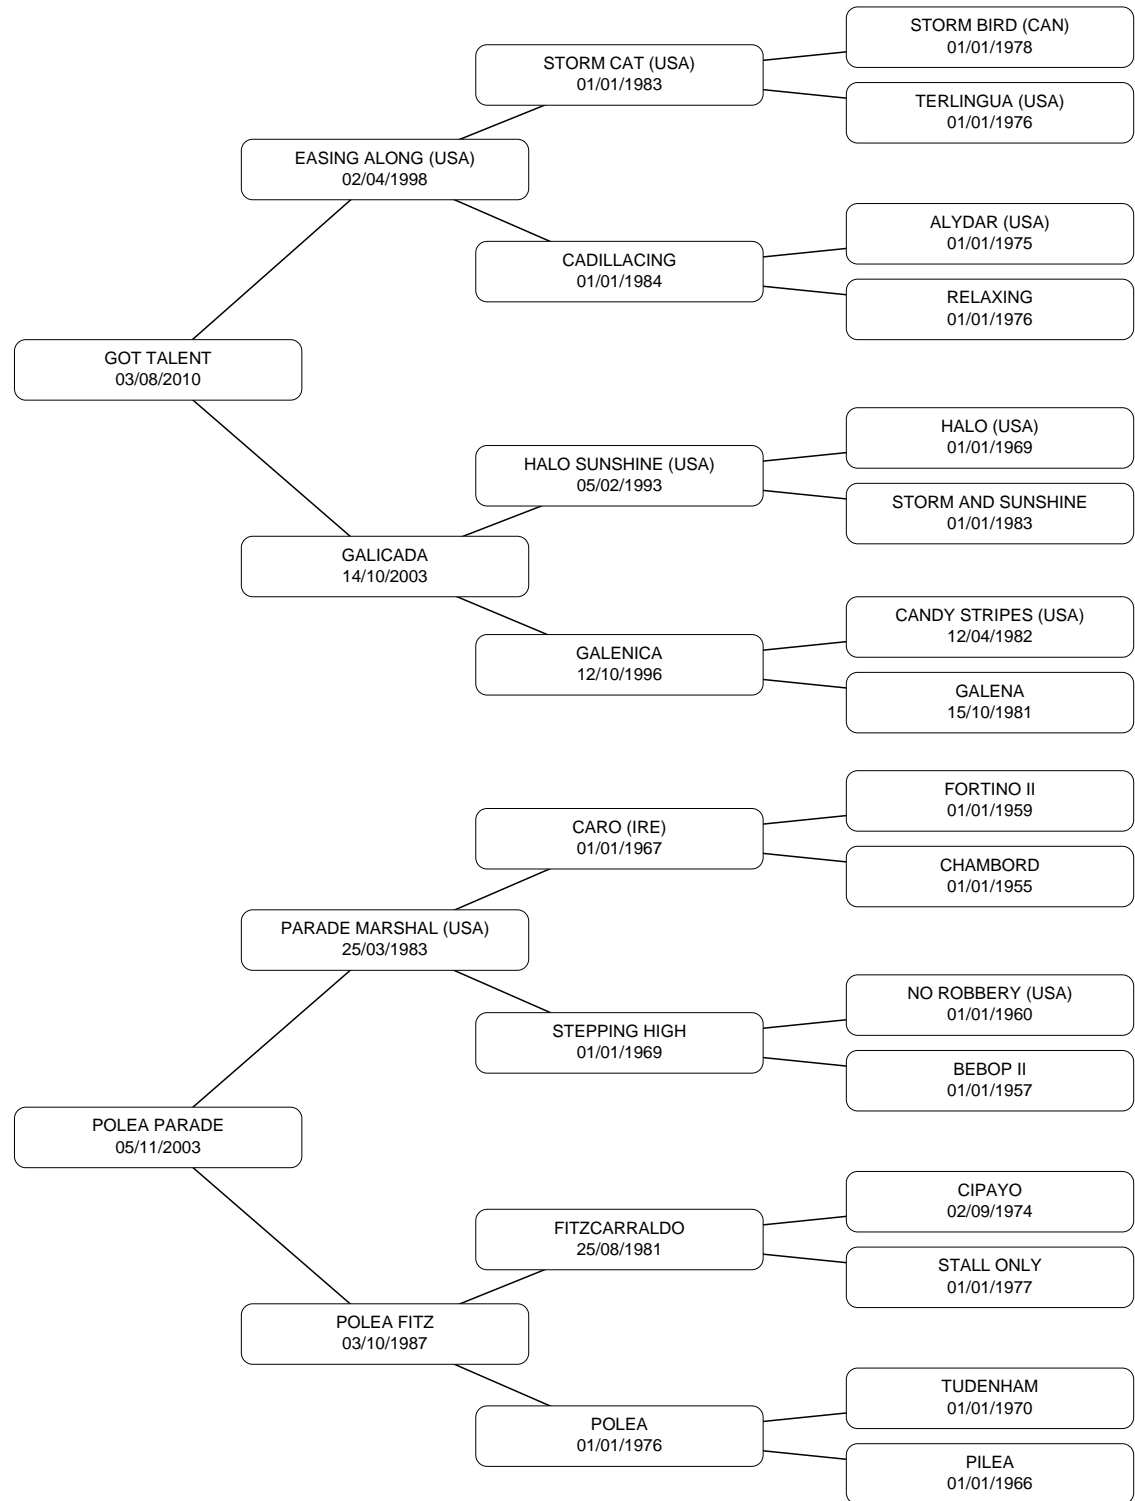 STORM BIRD (CAN)
01/01/1978
STORM CAT (USA)
01/01/1983
TERLINGUA (USA)
01/01/1976
EASING ALONG (USA)
02/04/1998
ALYDAR (USA)
01/01/1975
CADILLACING
01/01/1984
RELAXING
01/01/1976
GOT TALENT
03/08/2010
HALO (USA)
01/01/1969
HALO SUNSHINE (USA)
05/02/1993
STORM AND SUNSHINE
01/01/1983
GALICADA
14/10/2003
CANDY STRIPES (USA)
12/04/1982
GALENICA
12/10/1996
GALENA
15/10/1981
FORTINO II
01/01/1959
CARO (IRE)
01/01/1967
CHAMBORD
01/01/1955
PARADE MARSHAL (USA)
25/03/1983
NO ROBBERY (USA)
01/01/1960
STEPPING HIGH
01/01/1969
BEBOP II
01/01/1957
POLEA PARADE
05/11/2003
CIPAYO
02/09/1974
FITZCARRALDO
25/08/1981
STALL ONLY
01/01/1977
POLEA FITZ
03/10/1987
TUDENHAM
01/01/1970
POLEA
01/01/1976
PILEA
01/01/1966